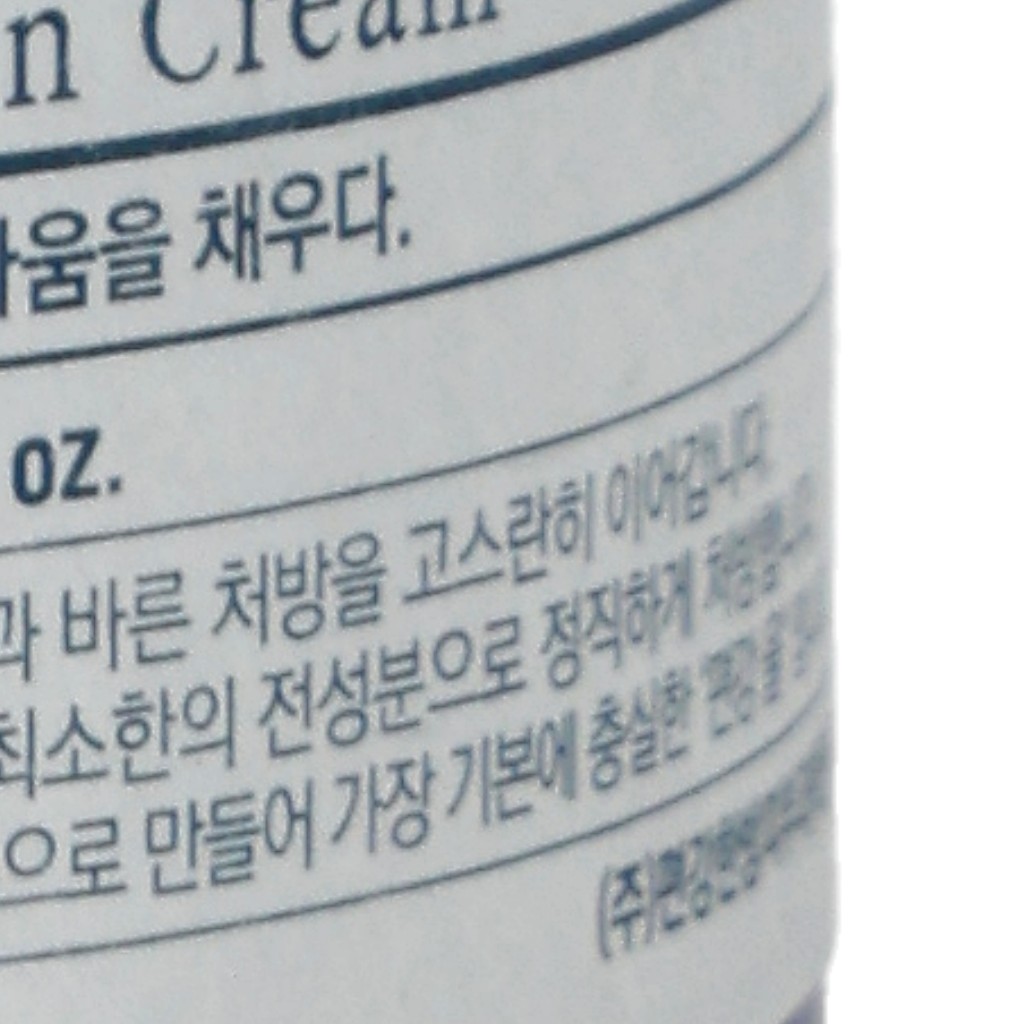 n Cream
움을 채우다.
oz.
과 바른 처방을 고스란히 이어갑니다
최소한의 전성분으로 정직하게
으로 만들어 가장 기본에 충실한